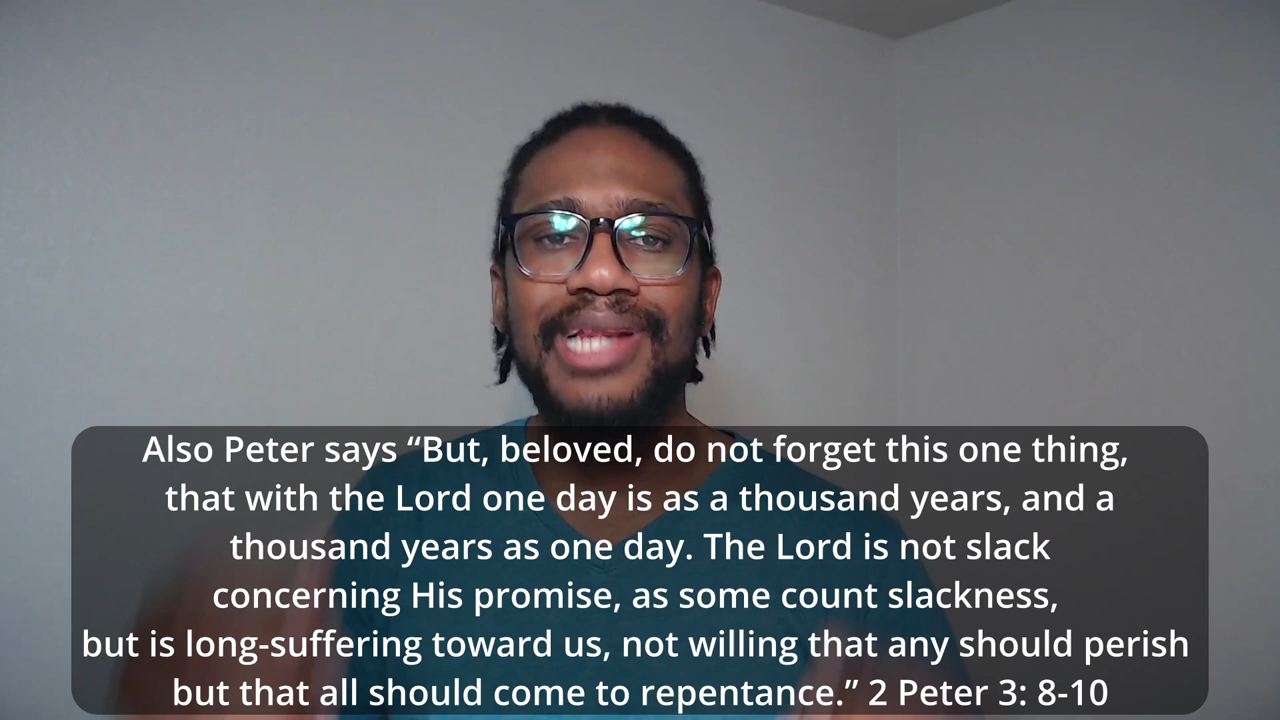 Also Peter says “But, beloved, do not forget this one thing,
that with the Lord one day is as a thousand years, and a
thousand years as one day. The Lord is not slack
concerning His promise, as some count slackness,
but is long-suffering toward us, not willing that any should perish
but that all should come to repentance.” 2 Peter 3: 8-10